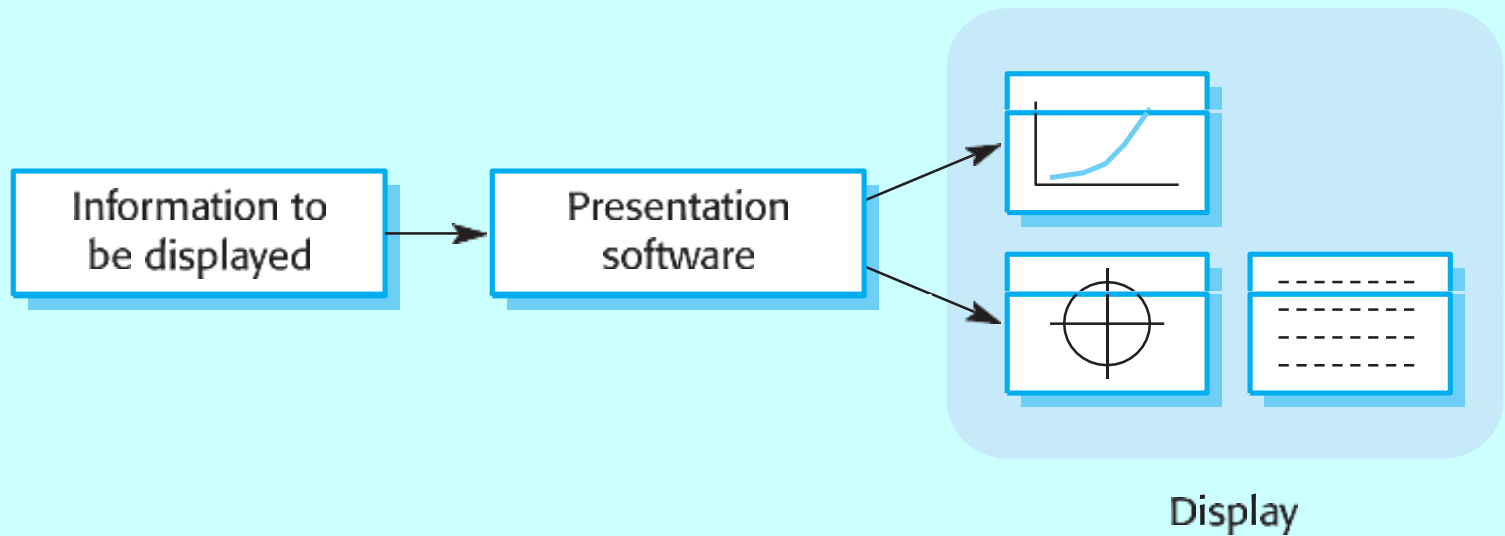 Information to
be displayed
Presentation
software
Display